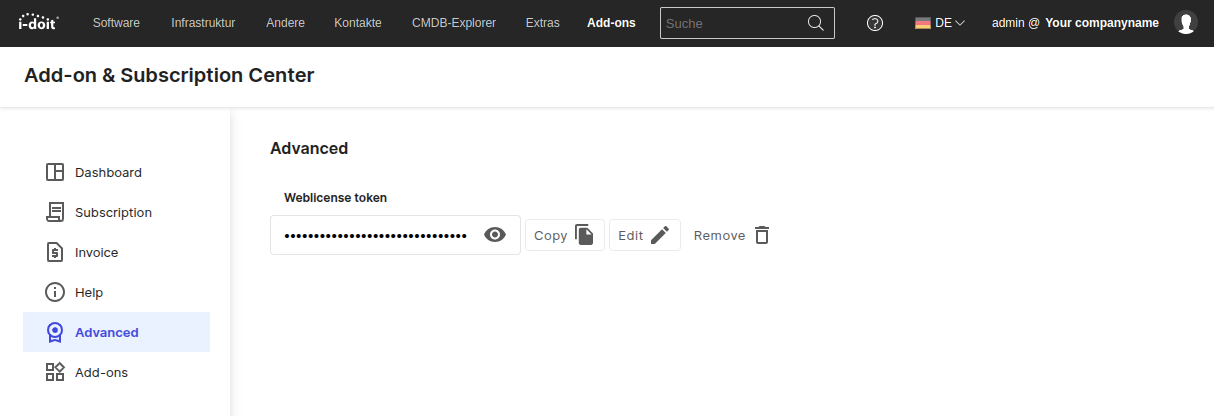 i-doit Software Infrastruktur Andere Kontakte CMDB-Explorer Extras Add-ons Suche DE admin @ Your companyname
Add-on & Subscription Center
Dashboard
Subscription
Invoice
Help
Advanced
Add-ons
Advanced
Weblicense token
••••••••••••••••••••••••••••••• Copy Edit Remove